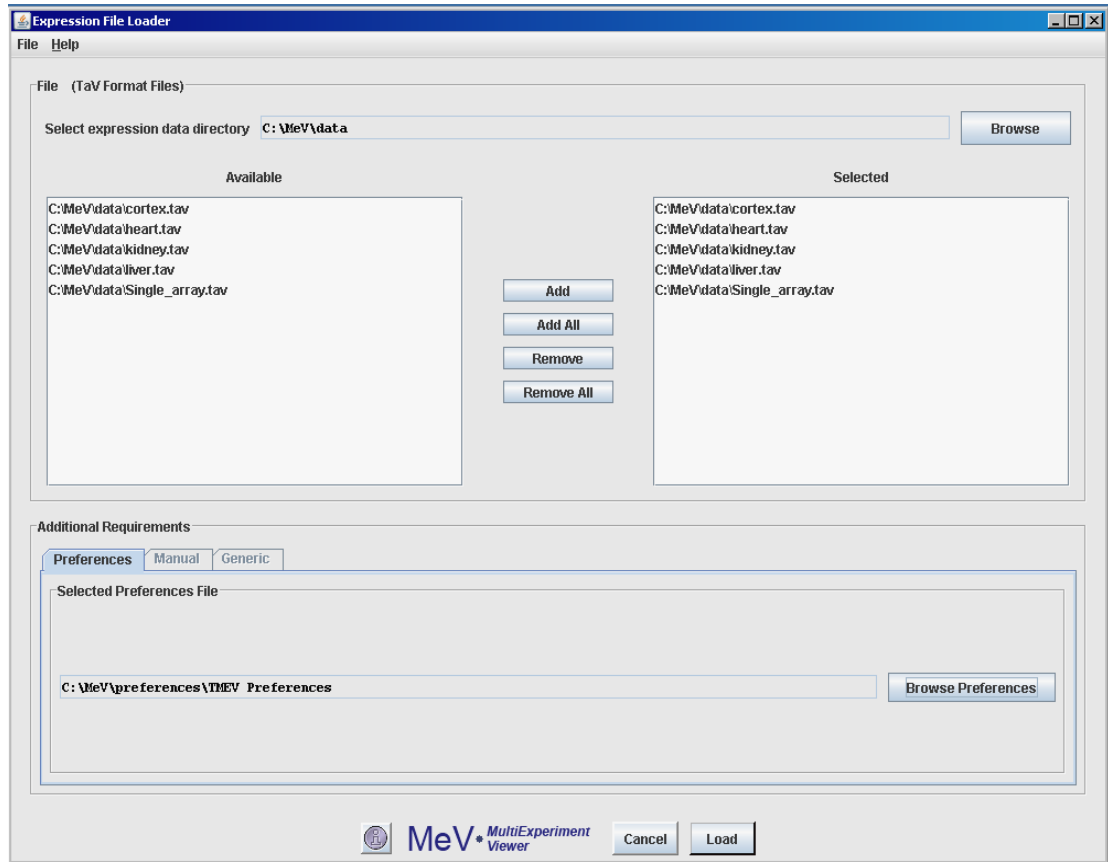 Expression File Loader
File Help
File (TaV Format Files)
Select expression data directory C:\MeV\data Browse
Available Selected
C:\MeV\data\cortex.tav
C:\MeV\data\heart.tav
C:\MeV\data\kidney.tav
C:\MeV\data\liver.tav
C:\MeV\data\Single_array.tav
Add
Add All
Remove
Remove All
C:\MeV\data\cortex.tav
C:\MeV\data\heart.tav
C:\MeV\data\kidney.tav
C:\MeV\data\liver.tav
C:\MeV\data\Single_array.tav
Additional Requirements
Preferences Manual Generic
Selected Preferences File
C:\MeV\preferences\TMEV Preferences Browse Preferences
MeV MultiExperiment
Viewer
Cancel Load